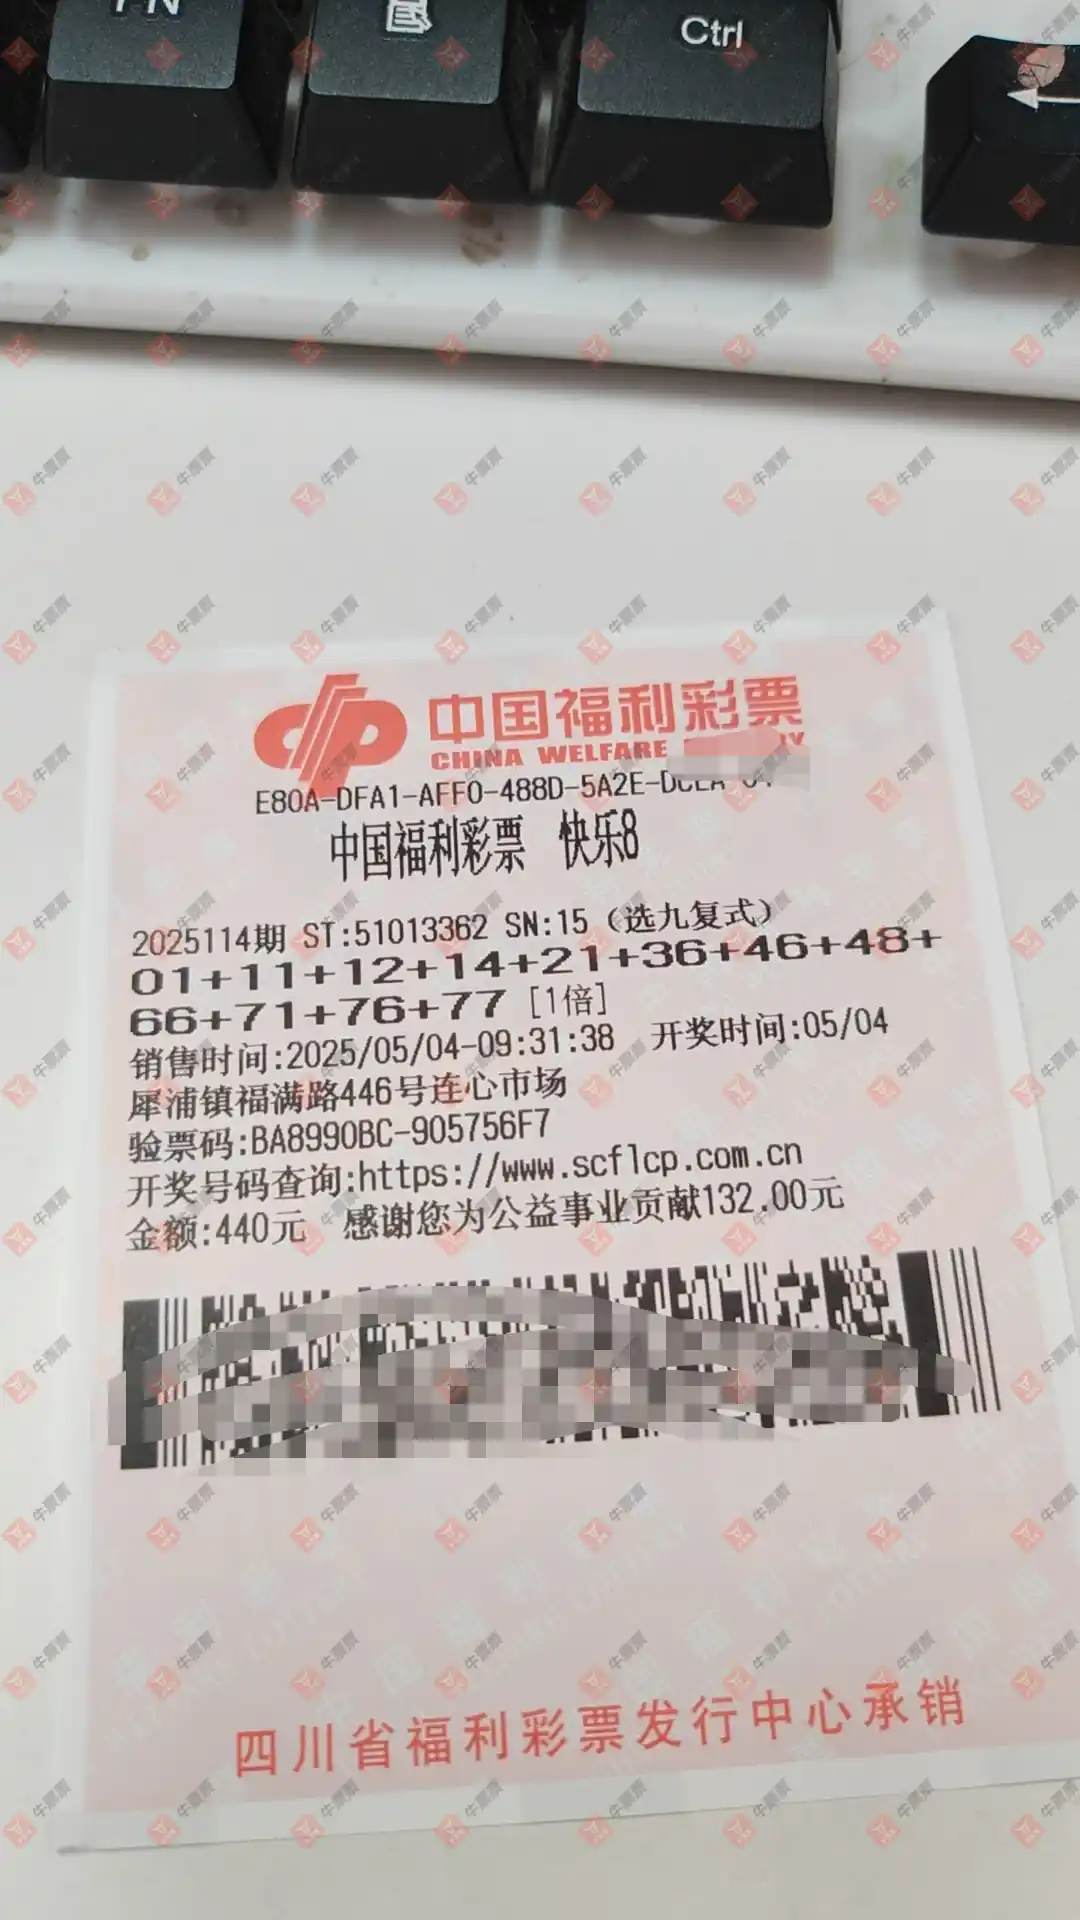 Ctrl
中国福利彩票
CHINA WELFARE
E80A-DFA1-AFF0-488D-5A2E-
中国福利彩票 快乐8
2025114期 ST:51013362 SN:15（选九复式）
01+11+12+14+21+36+46+48+
66+71+76+77 [1倍]
销售时间:2025/05/04-09:31:38 开奖时间:05/04
犀浦镇福满路446号连心市场
验票码:BA8990BC-905756F7
开奖号码查询:https://www.scflcp.com.cn
金额:440元 感谢您为公益事业贡献132.00元
四川省福利彩票发行中心承销
牛票票